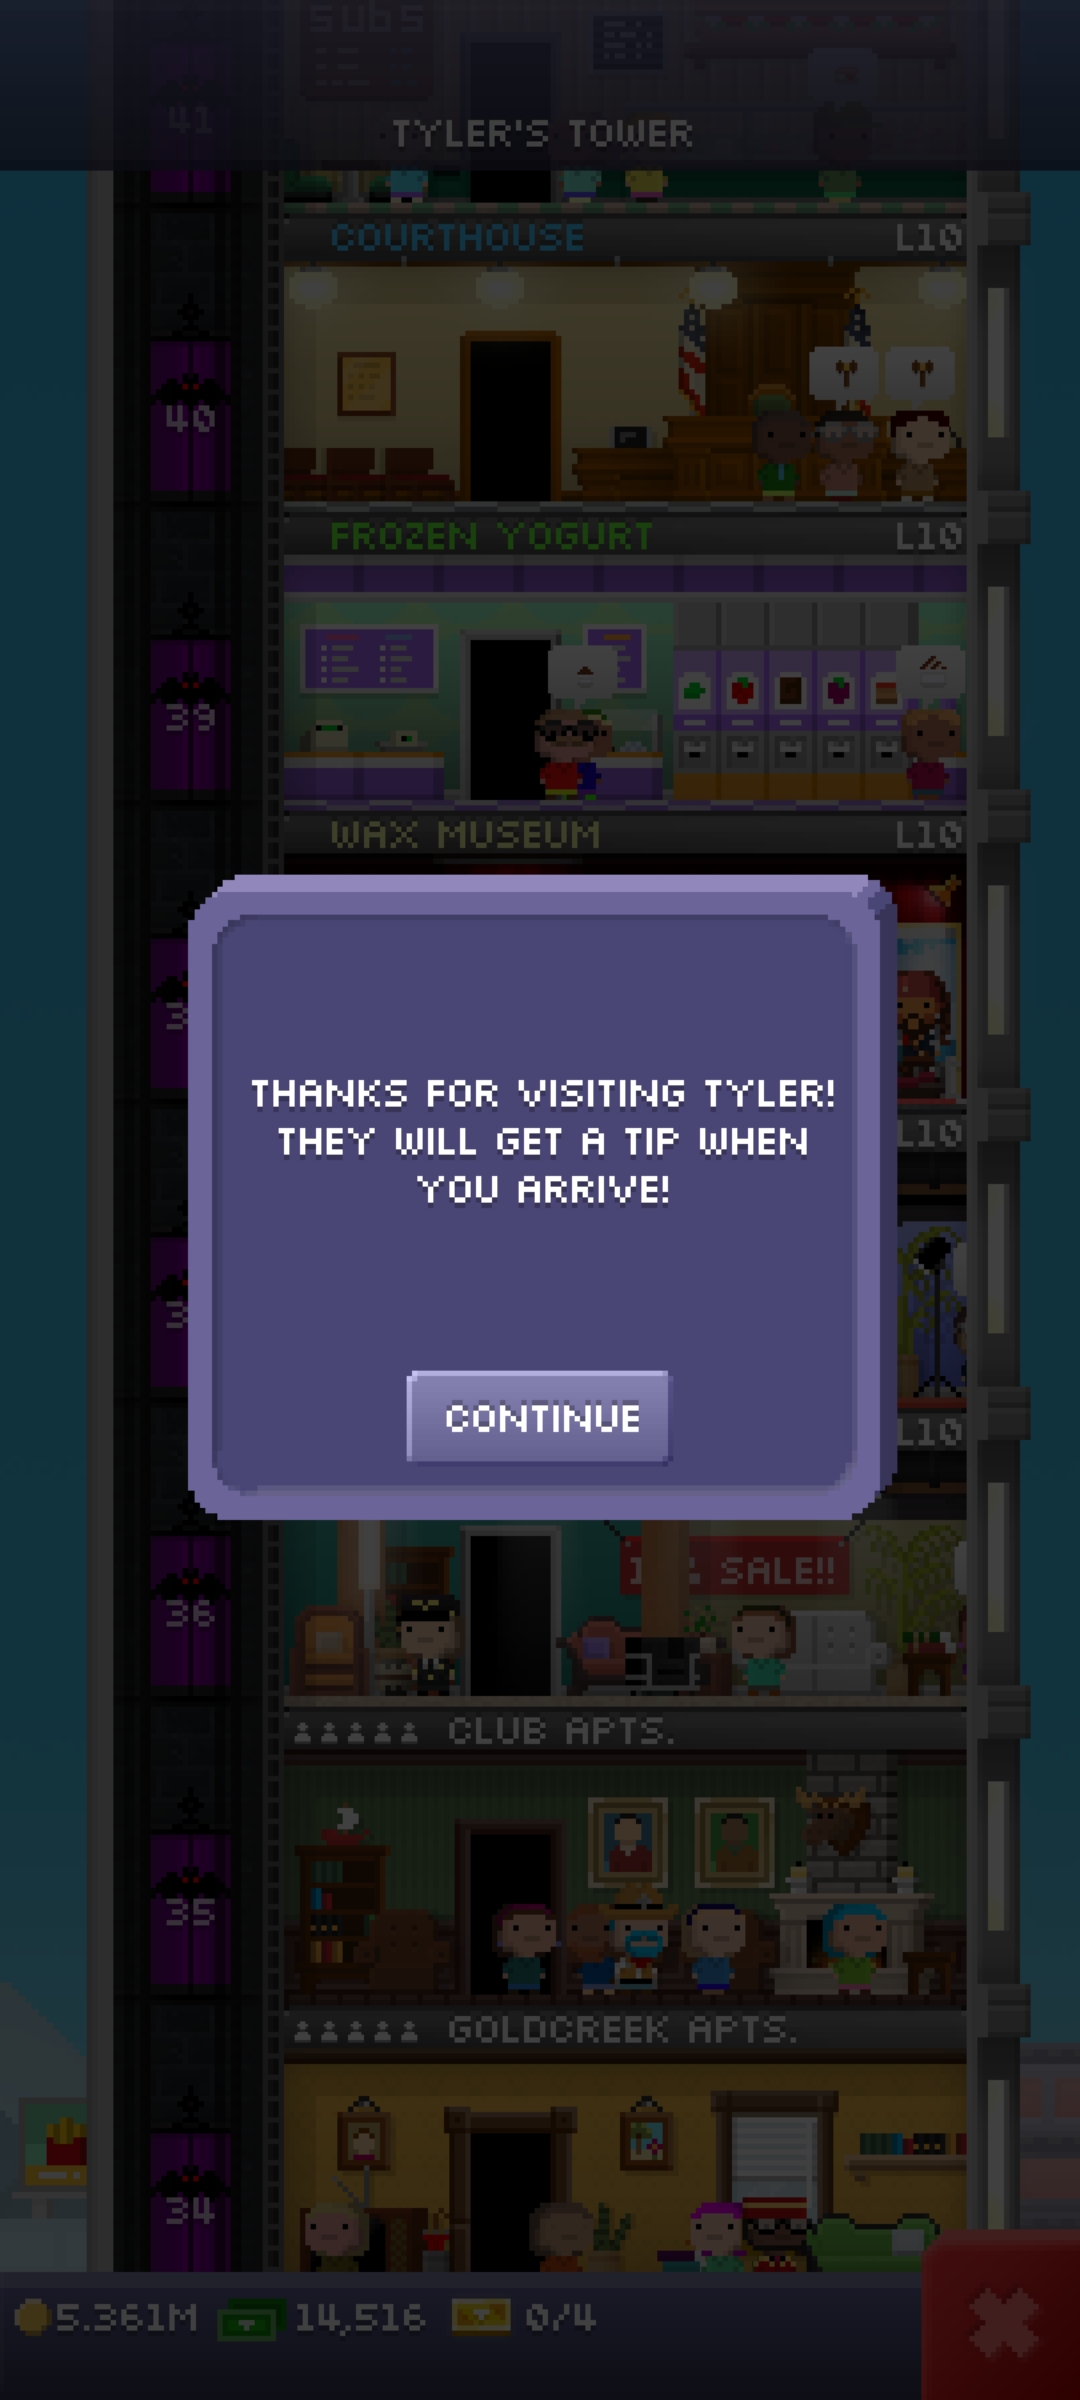 SUBS
41
TYLER'S TOWER
COURTHOUSE L10
40
FROZEN YOGURT L10
39
WAX MUSEUM L10
THANKS FOR VISITING TYLER!
THEY WILL GET A TIP WHEN
YOU ARRIVE!
L10
CONTINUE
L10
SALE!!
36
CLUB APTS.
35
GOLDCREEK APTS.
34
5.361M 14,516 0/4